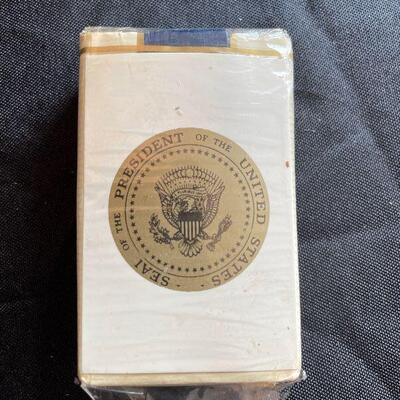 SEAL OF THE PRESIDENT OF THE UNITED STATES